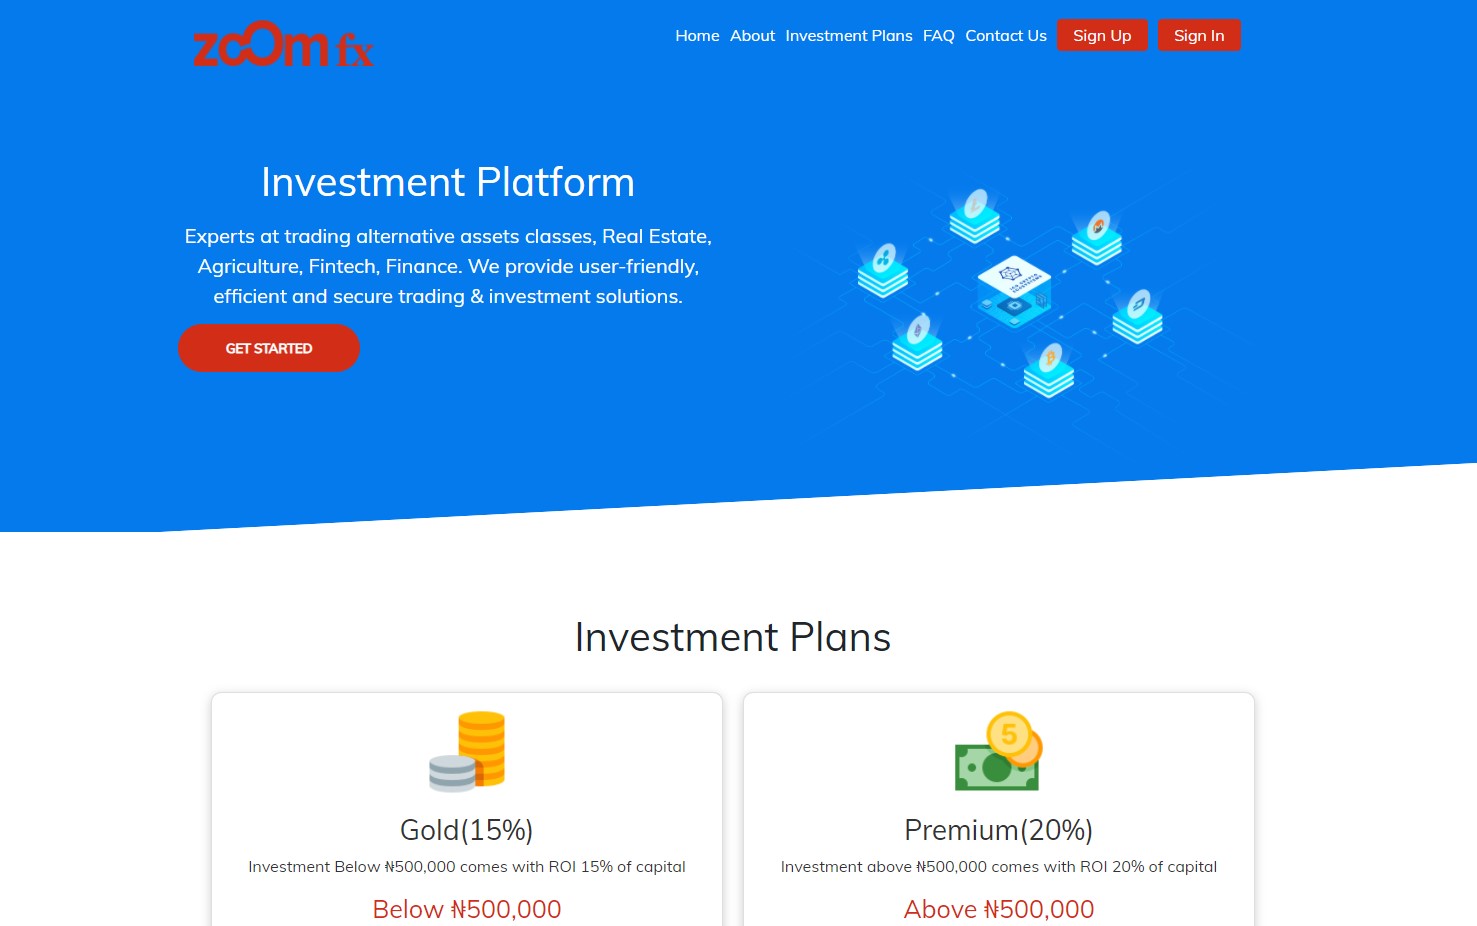 zoom fx
Home About Investment Plans FAQ Contact Us Sign Up Sign In
Investment Platform
Experts at trading alternative assets classes, Real Estate,
Agriculture, Fintech, Finance. We provide user-friendly,
efficient and secure trading & investment solutions.
GET STARTED
Investment Plans
5
Gold(15%)
Investment Below ₦500,000 comes with ROI 15% of capital
Below ₦500,000
Premium(20%)
Investment above ₦500,000 comes with ROI 20% of capital
Above ₦500,000